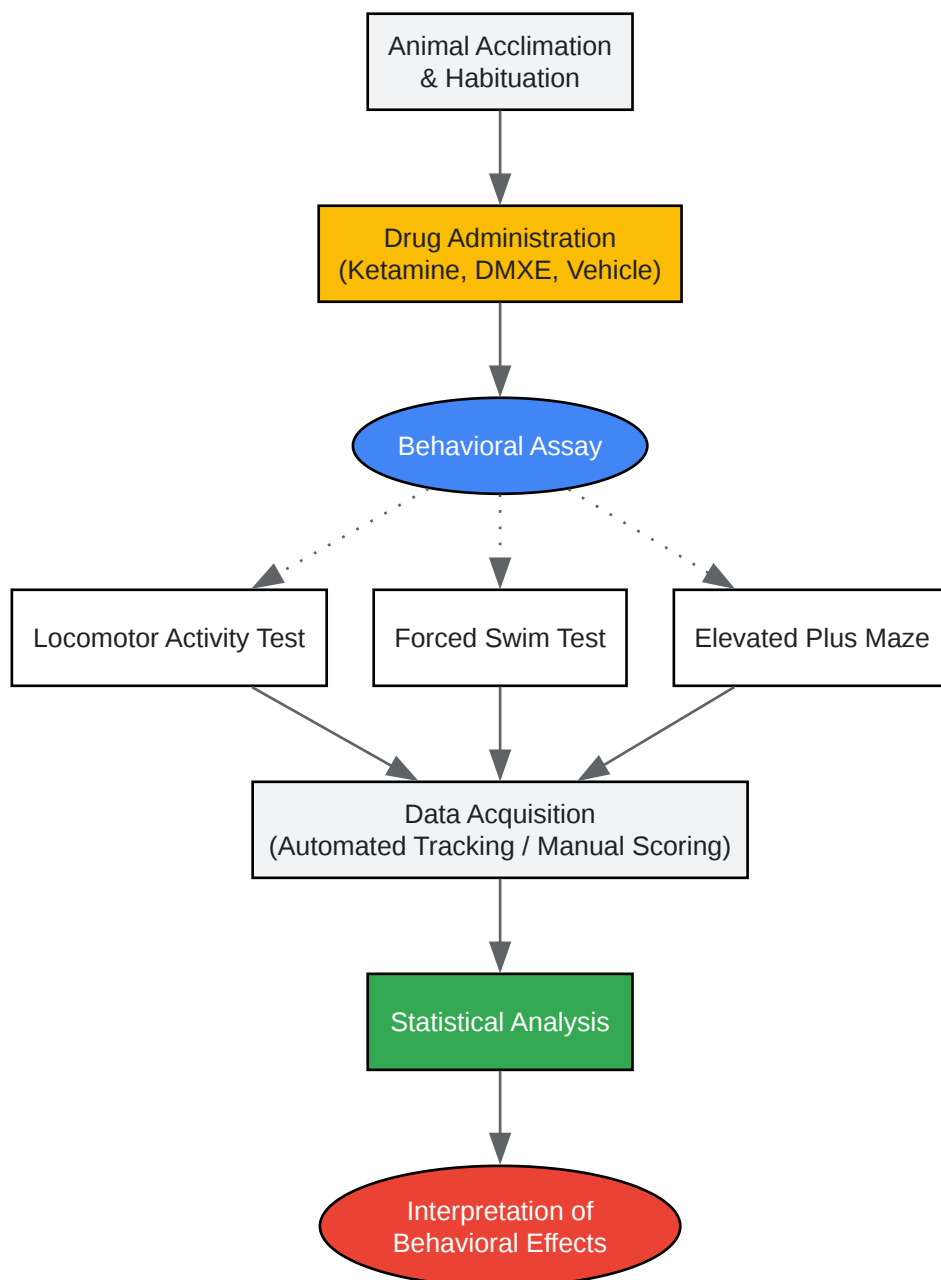 Animal Acclimation
& Habituation
Drug Administration
(Ketamine, DMXE, Vehicle)
Behavioral Assay
Locomotor Activity Test
Forced Swim Test
Elevated Plus Maze
Data Acquisition
(Automated Tracking / Manual Scoring)
Statistical Analysis
Interpretation of
Behavioral Effects